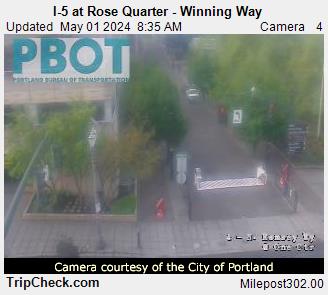 I-5 at Rose Quarter - Winning Way
Updated May 01 2024 8:35 AM Camera 4
PBOT
PORTLAND BUREAU OF TRANSPORTATION
Camera courtesy of the City of Portland
TripCheck.com Milepost302.00